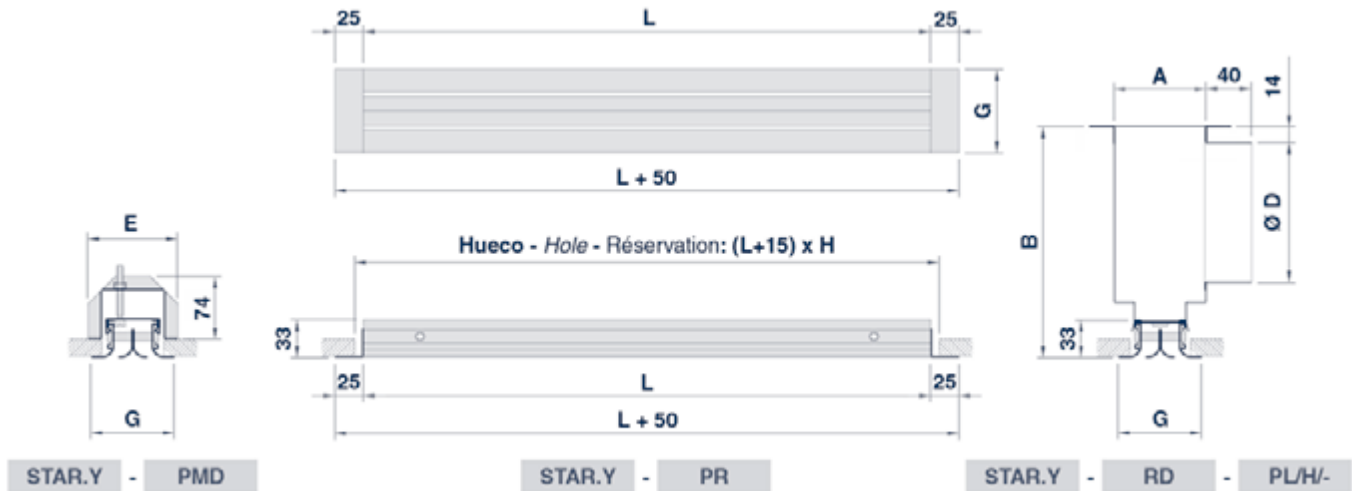 25 L 25
G
L + 50
A 40 14
B
Ø D
33
G
E
74
G
Hueco - Hole - Réservation: (L+15) x H
33
25 L 25
L + 50
STAR.Y - PMD
STAR.Y - PR
STAR.Y - RD - PL/H/-